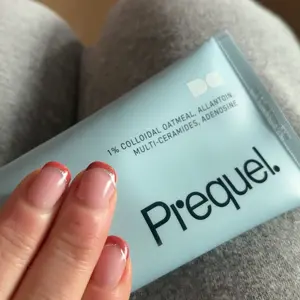 1% COLLOIDAL OATMEAL, ALLANTOIN,
MULTI-CERAMIDES, ADENOSINE
Prequel.